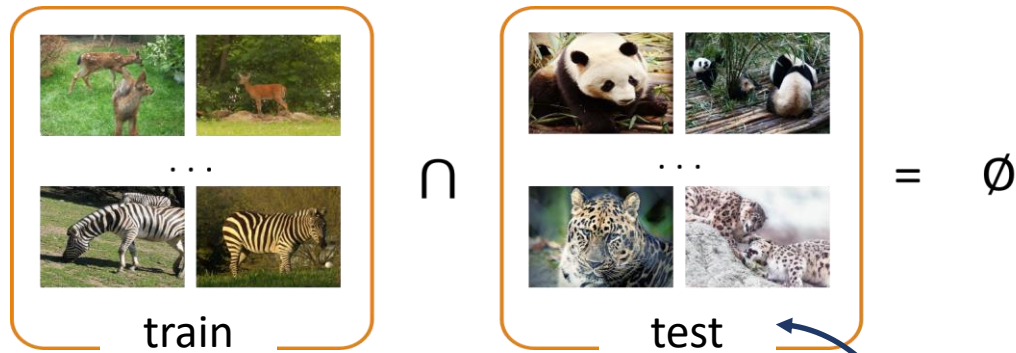 . . .
. . .
∩
= ∅
train
test